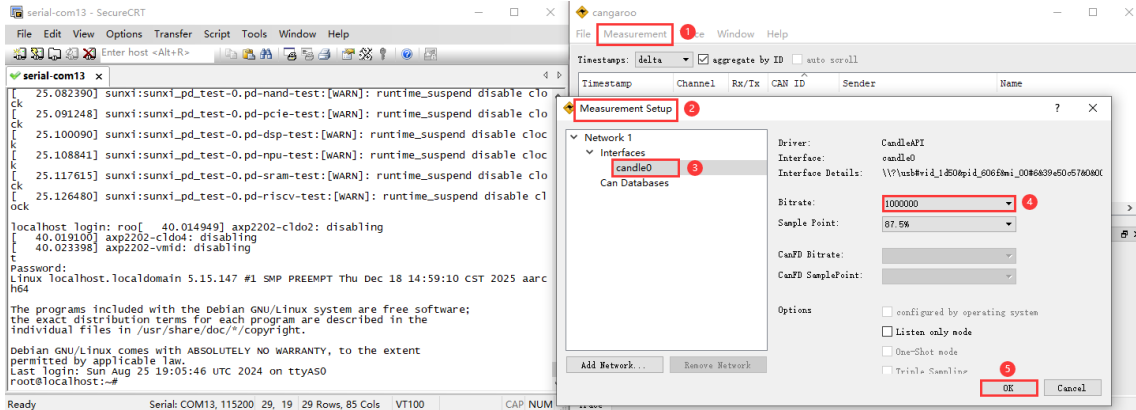 serial-com13 - SecureCRT
File Edit View Options Transfer Script Tools Window Help
Enter host <Alt+R>
serial-com13
[   25.082390] sunxi:sunxi_pd_test-0.pd-nand-test:[WARN]: runtime_suspend disable clo
ck
[   25.091248] sunxi:sunxi_pd_test-0.pd-pcie-test:[WARN]: runtime_suspend disable clo
ck
[   25.100090] sunxi:sunxi_pd_test-0.pd-dsp-test:[WARN]: runtime_suspend disable cloc
k
[   25.108841] sunxi:sunxi_pd_test-0.pd-npu-test:[WARN]: runtime_suspend disable cloc
k
[   25.117615] sunxi:sunxi_pd_test-0.pd-sram-test:[WARN]: runtime_suspend disable clo
ck
[   25.126480] sunxi:sunxi_pd_test-0.pd-riscv-test:[WARN]: runtime_suspend disable cl
ock
localhost login: roo[   40.014949] axp2202-cldo2: disabling
[   40.019100] axp2202-cldo4: disabling
[   40.023398] axp2202-vmid: disabling
t
Password:
Linux localhost.localdomain 5.15.147 #1 SMP PREEMPT Thu Dec 18 14:59:10 CST 2025 aarc
h64
The programs included with the Debian GNU/Linux system are free software;
the exact distribution terms for each program are described in the
individual files in /usr/share/doc/*/copyright.
Debian GNU/Linux comes with ABSOLUTELY NO WARRANTY, to the extent
permitted by applicable law.
Last login: Sun Aug 25 19:05:46 UTC 2024 on ttyAS0
root@localhost:~#
Ready Serial: COM13, 115200 29, 19 29 Rows, 85 Cols VT100 CAP NUM
cangaroo
File Measurement 1 Window Help
Timestamps: delta aggregate by ID auto scroll
Timestamp Channel Rx/Tx CAN ID Sender Name
Measurement Setup 2 ?
Network 1
Interfaces
candle0 3
Can Databases
Add Network... Remove Network
Driver: CandleAPI
Interface: candle0
Interface Details: \\?\usb#vid_1d50&pid_606f&mi_00#6&39e50c57&0&00
Bitrate: 1000000 4
Sample Point: 87.5%
CanFD Bitrate:
CanFD SamplePoint:
Options configured by operating system
Listen only mode
One-Shot mode
Triple Sampling
5
OK Cancel